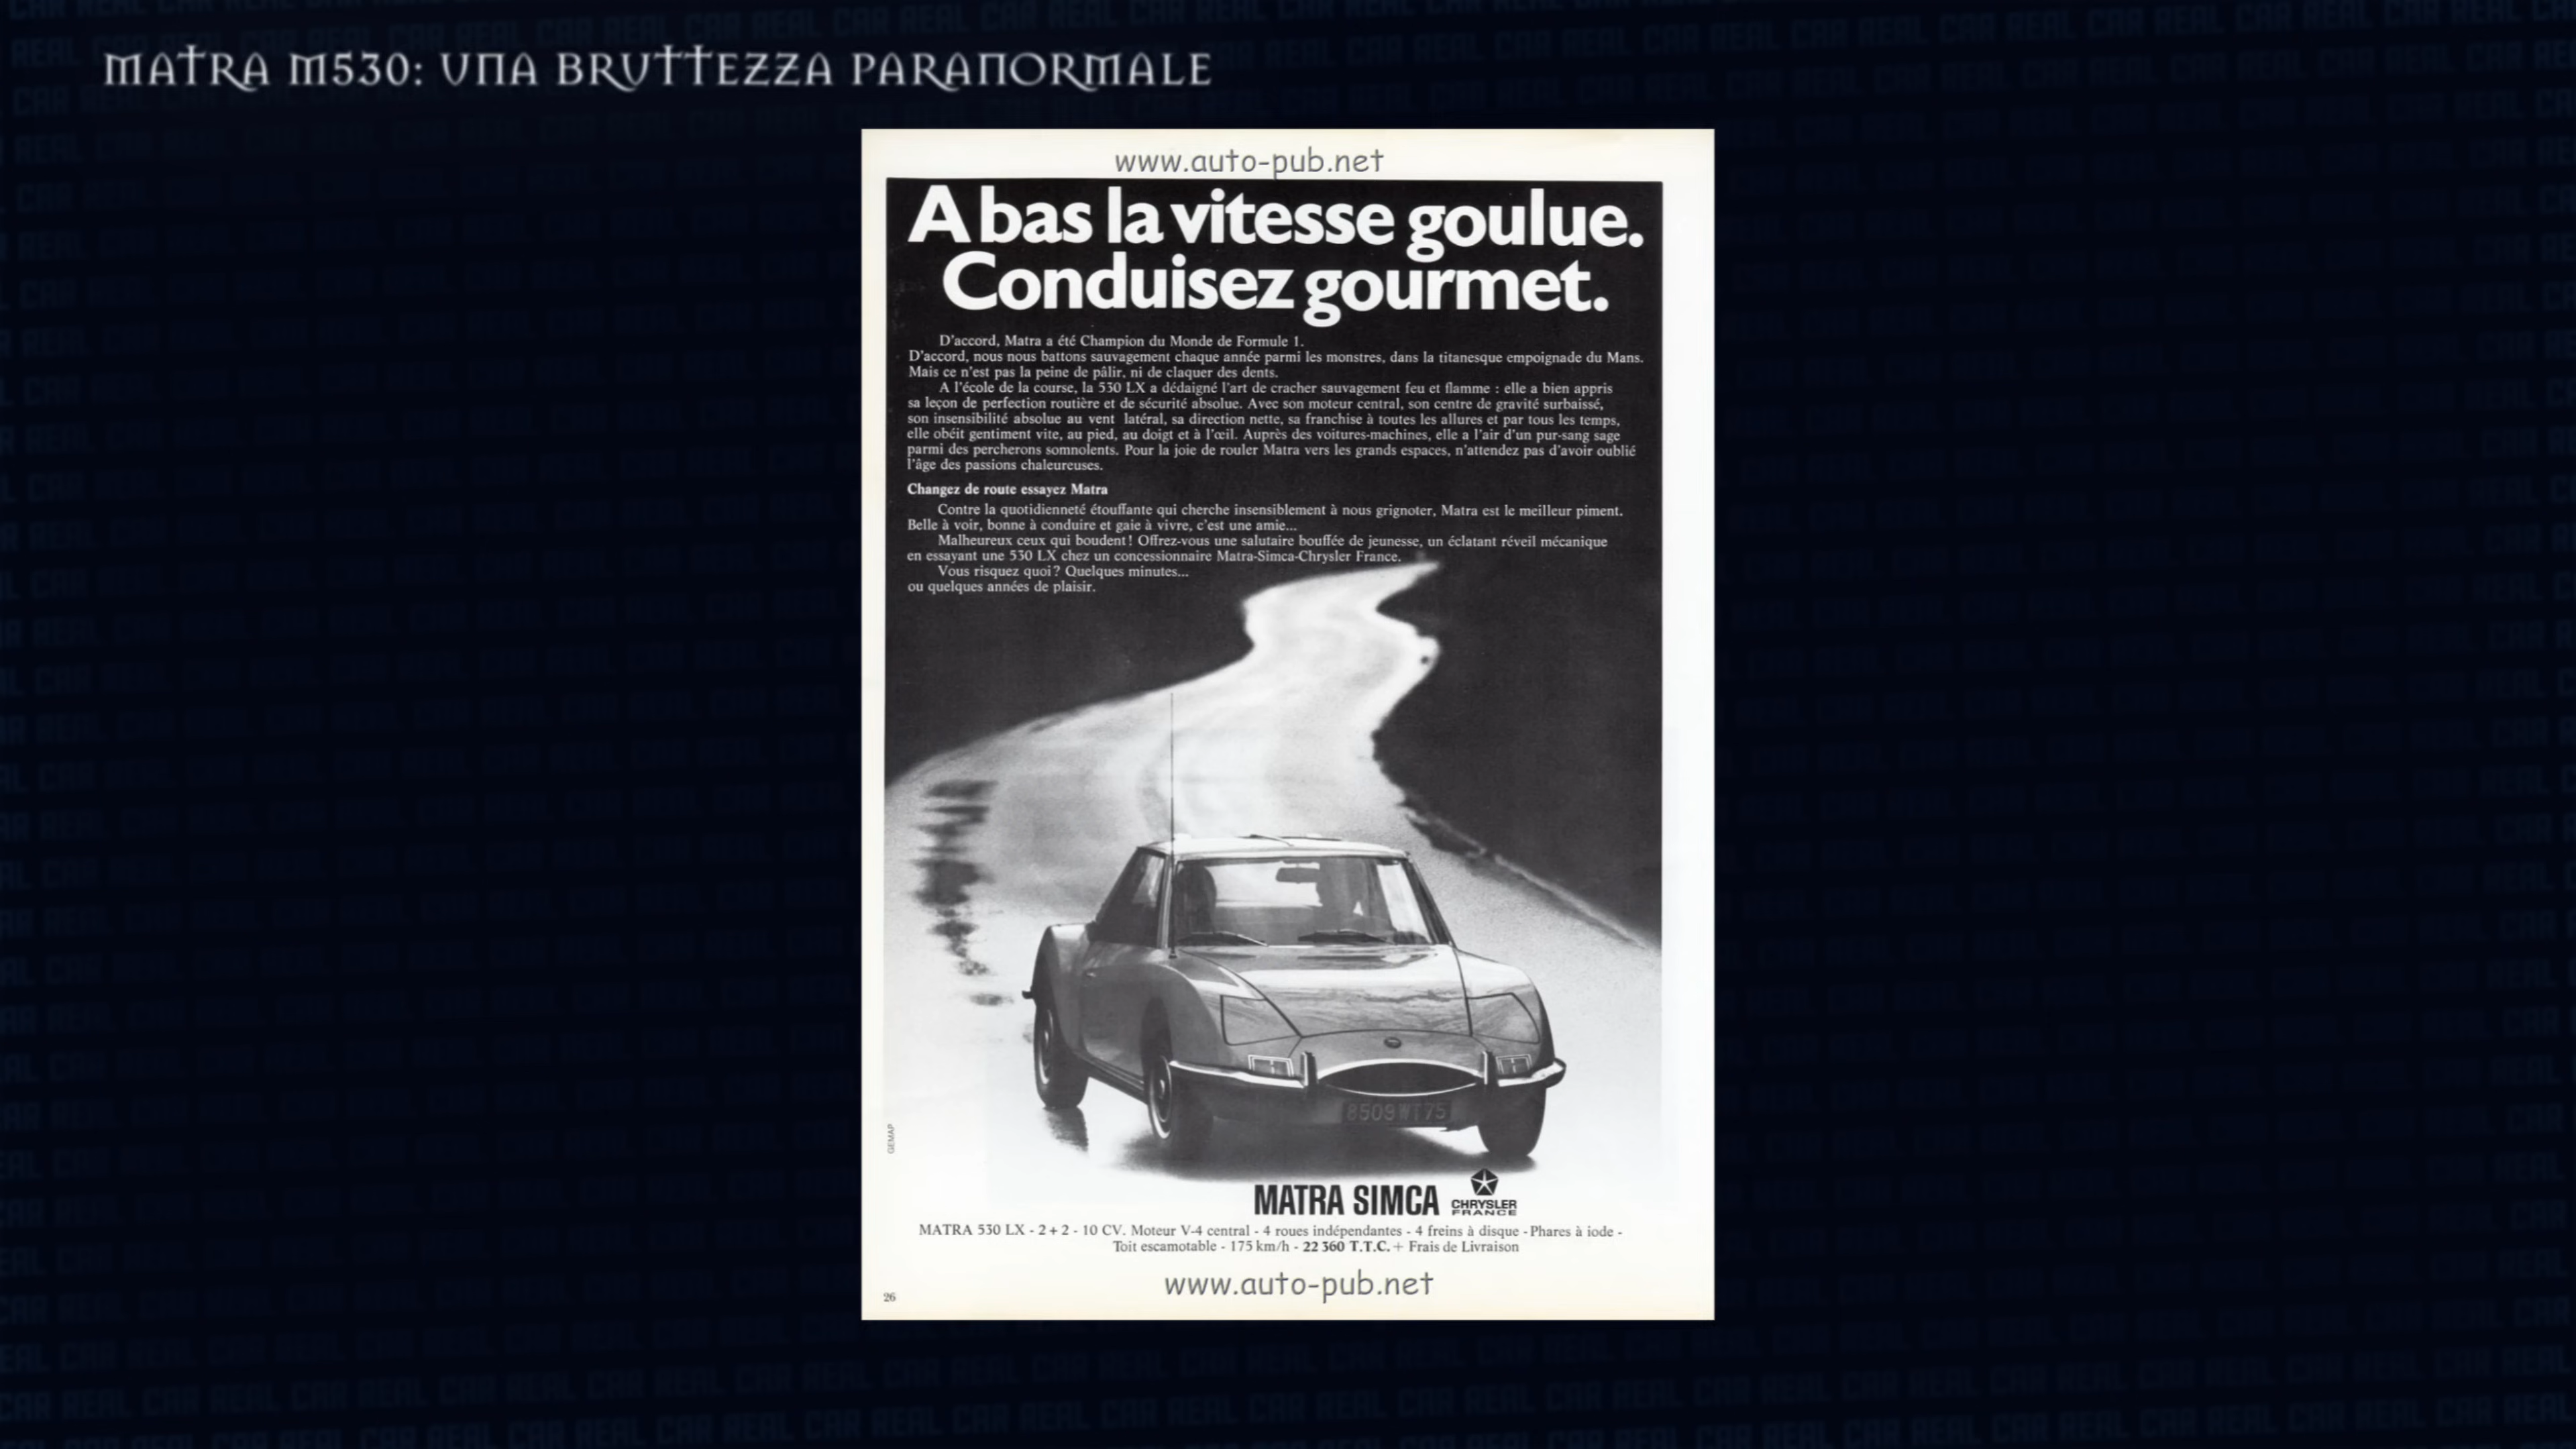 MATRA M530: UNA BRUTTEZZA PARANORMALE
www.auto-pub.net
A bas la vitesse goulue.
Conduisez gourmet.
D'accord, Matra a été Champion du Monde de Formule 1.
D'accord, nous nous battons sauvagement chaque année parmi les monstres, dans la titanesque empoignade du Mans.
Mais ce n'est pas la peine de pâlir, ni de claquer des dents.
A l'école de la course, la 530 LX a dédaigné l'art de cracher sauvagement feu et flamme : elle a bien appris
sa leçon de perfection routière et de sécurité absolue. Avec son moteur central, son centre de gravité surbaissé,
son insensibilité absolue au vent latéral, sa direction nette, sa franchise à toutes les allures et par tous les temps,
elle obéit gentiment vite, au pied, au doigt et à l'œil. Auprès des voitures-machines, elle a l'air d'un pur-sang sage
parmi des percherons somnolents. Pour la joie de rouler Matra vers les grands espaces, n'attendez pas d'avoir oublié
l'âge des passions chaleureuses.
Changez de route essayez Matra
Contre la quotidienneté étouffante qui cherche insensiblement à nous grignoter, Matra est le meilleur piment.
Belle à voir, bonne à conduire et gaie à vivre, c'est une amie...
Malheureux ceux qui boudent! Offrez-vous une salutaire bouffée de jeunesse, un éclatant réveil mécanique
en essayant une 530 LX chez un concessionnaire Matra-Simca-Chrysler France.
Vous risquez quoi? Quelques minutes...
ou quelques années de plaisir.
8509 WT 75
GEMAP
MATRA SIMCA
CHRYSLER
FRANCE
MATRA 530 LX - 2 + 2 - 10 CV. Moteur V-4 central - 4 roues indépendantes - 4 freins à disque - Phares à iode -
Toit escamotable - 175 km/h - 22 360 T.T.C. + Frais de Livraison
www.auto-pub.net
26